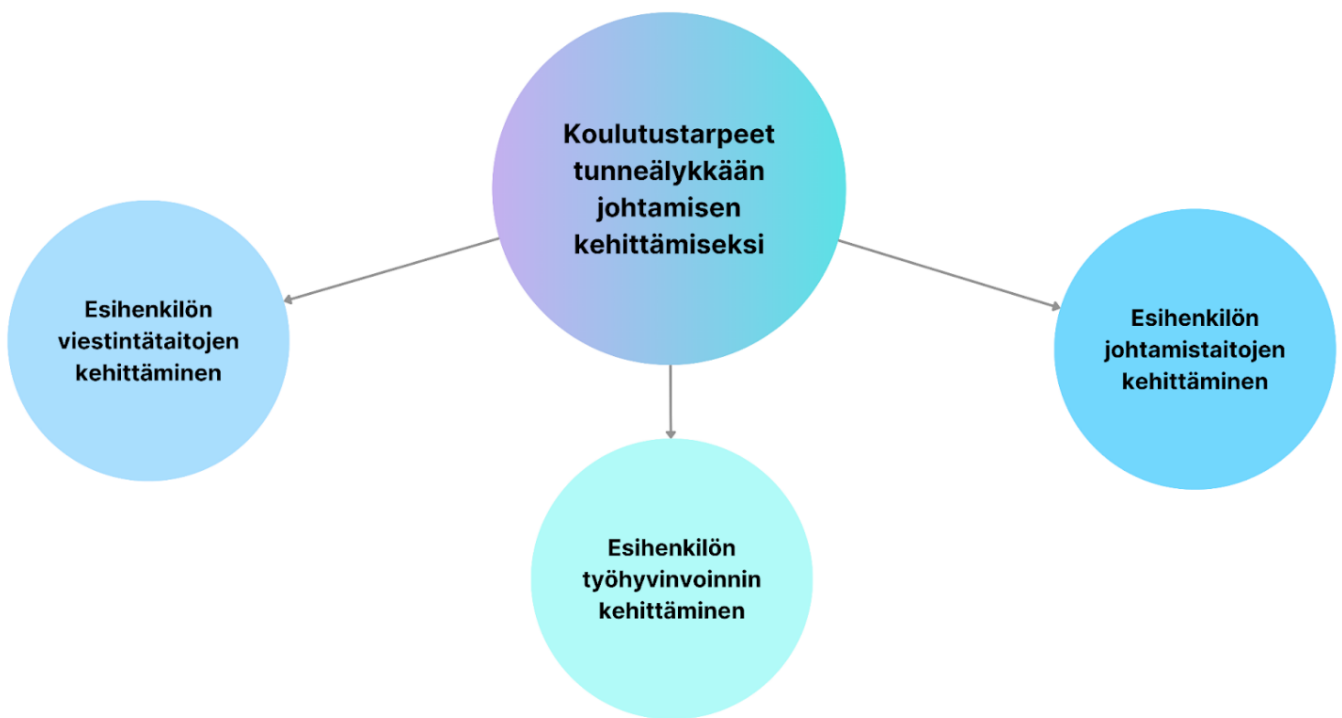 Koulutustarpeet
tunneälykkään
johtamisen
kehittämiseksi
Esihenkilön
viestintätaitojen
kehittäminen
Esihenkilön
työhyvinvoinnin
kehittäminen
Esihenkilön
johtamistaitojen
kehittäminen